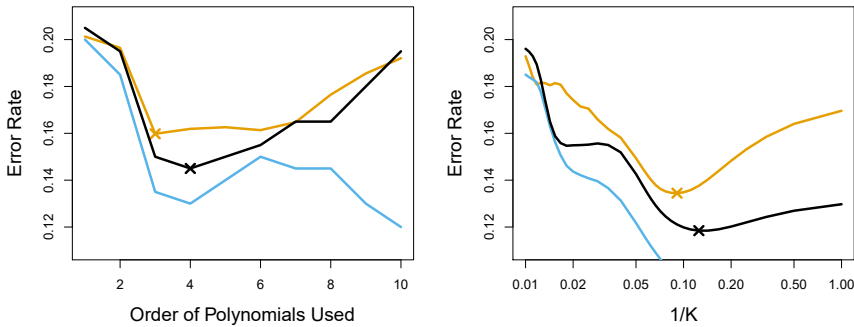 Error Rate
0.12 0.14 0.16 0.18 0.20
2 4 6 8 10
Order of Polynomials Used
Error Rate
0.12 0.14 0.16 0.18 0.20
0.01 0.02 0.05 0.10 0.20 0.50 1.00
1/K